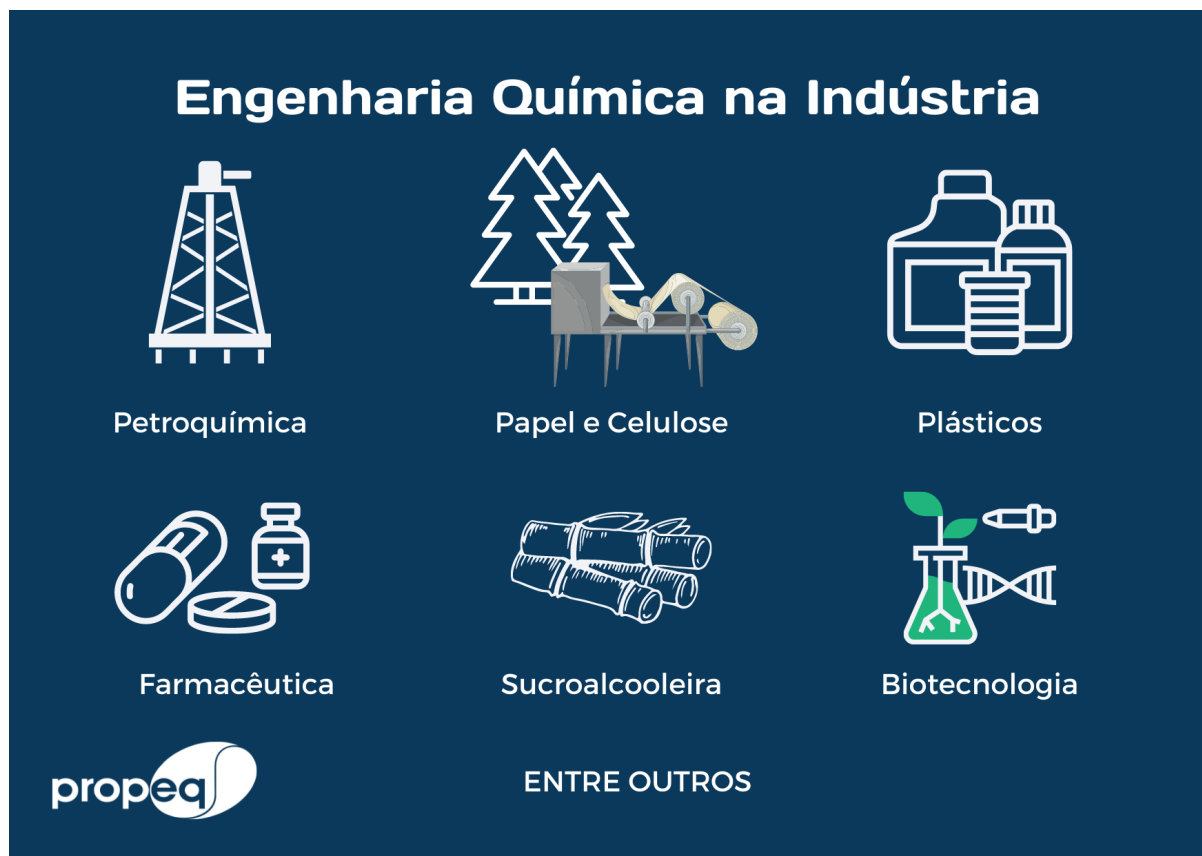 Engenharia Química na Indústria
Petroquímica
Papel e Celulose
Plásticos
Farmacêutica
Sucroalcooleira
Biotecnologia
propeq
ENTRE OUTROS